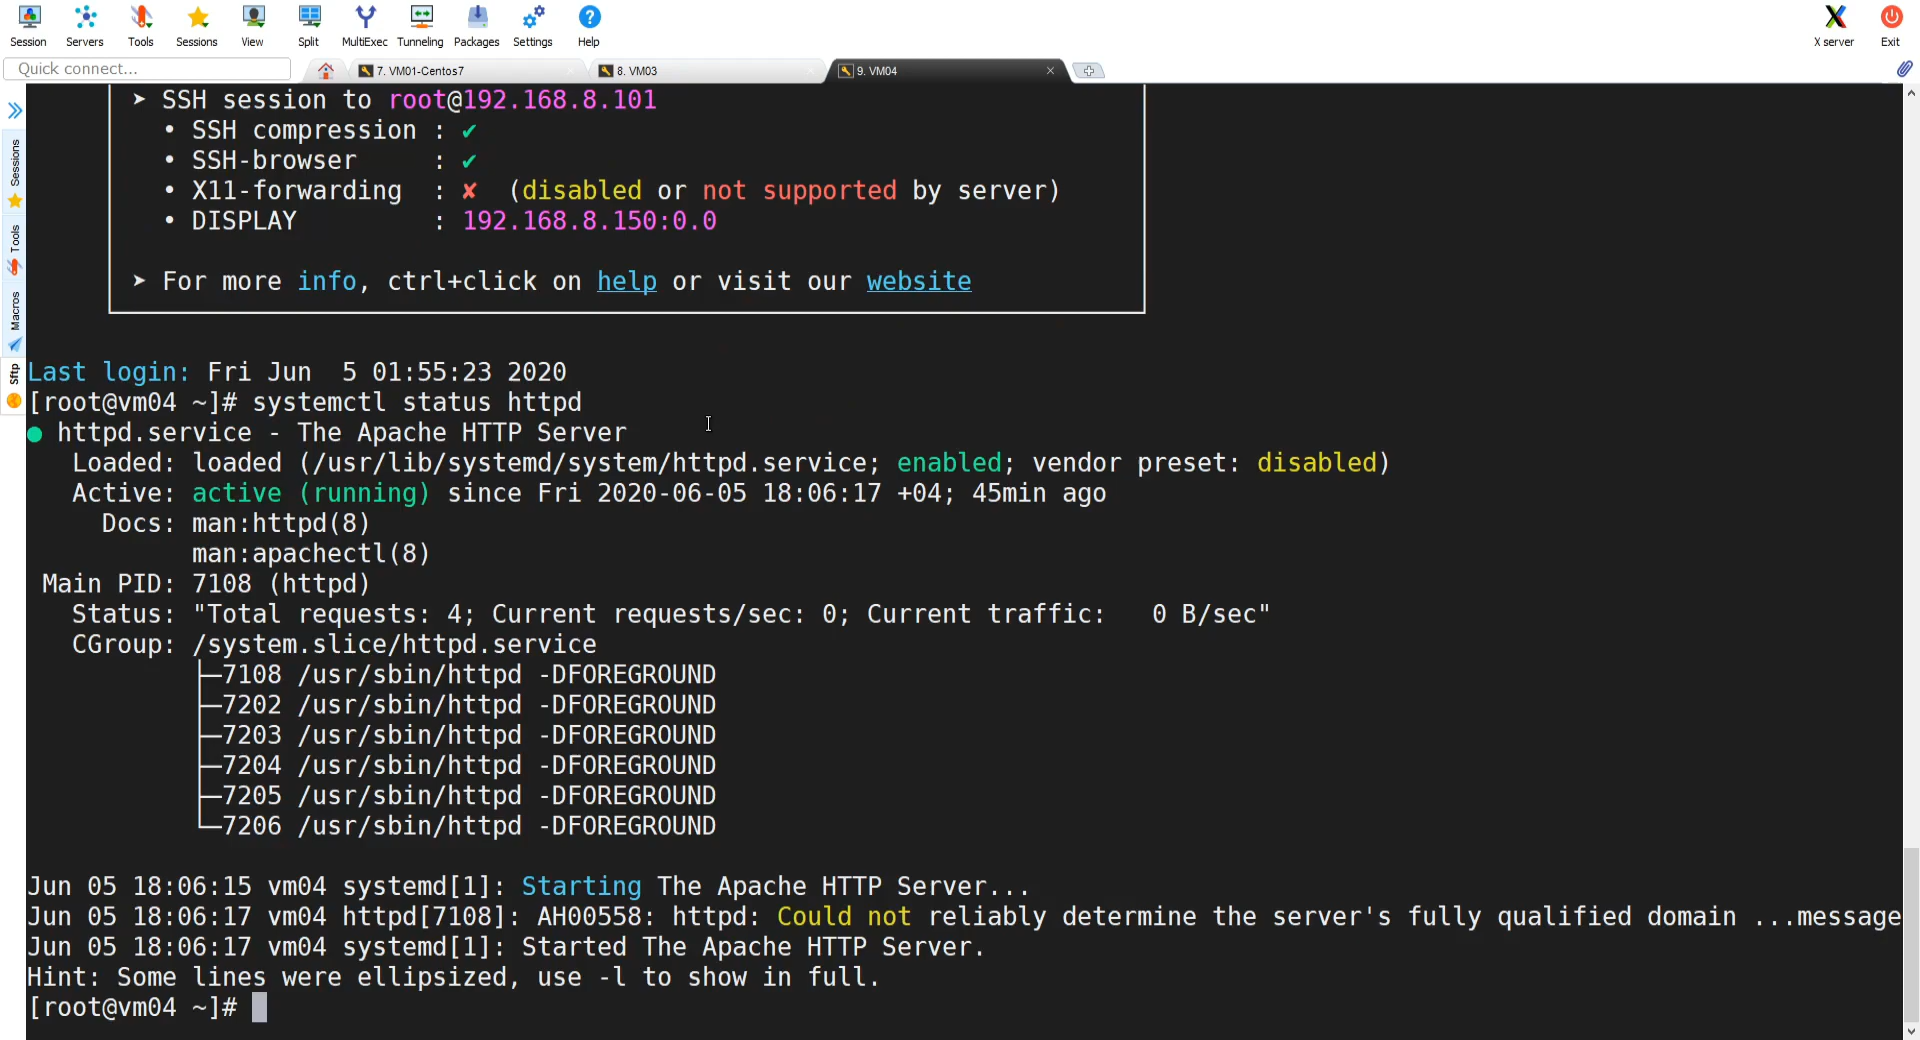 Session Servers Tools Sessions View Split MultiExec Tunneling Packages Settings Help X server Exit
Quick connect... 7. VM01-Centos7 8. VM03 9. VM04
Sessions
Tools
Macros
Sftp
➤ SSH session to root@192.168.8.101
• SSH compression : ✔
• SSH-browser     : ✔
• X11-forwarding  : ✘  (disabled or not supported by server)
• DISPLAY         : 192.168.8.150:0.0
➤ For more info, ctrl+click on help or visit our website
Last login: Fri Jun  5 01:55:23 2020
[root@vm04 ~]# systemctl status httpd
● httpd.service - The Apache HTTP Server
   Loaded: loaded (/usr/lib/systemd/system/httpd.service; enabled; vendor preset: disabled)
   Active: active (running) since Fri 2020-06-05 18:06:17 +04; 45min ago
     Docs: man:httpd(8)
           man:apachectl(8)
 Main PID: 7108 (httpd)
   Status: "Total requests: 4; Current requests/sec: 0; Current traffic:   0 B/sec"
   CGroup: /system.slice/httpd.service
           ├─7108 /usr/sbin/httpd -DFOREGROUND
           ├─7202 /usr/sbin/httpd -DFOREGROUND
           ├─7203 /usr/sbin/httpd -DFOREGROUND
           ├─7204 /usr/sbin/httpd -DFOREGROUND
           ├─7205 /usr/sbin/httpd -DFOREGROUND
           └─7206 /usr/sbin/httpd -DFOREGROUND
Jun 05 18:06:15 vm04 systemd[1]: Starting The Apache HTTP Server...
Jun 05 18:06:17 vm04 httpd[7108]: AH00558: httpd: Could not reliably determine the server's fully qualified domain ...message
Jun 05 18:06:17 vm04 systemd[1]: Started The Apache HTTP Server.
Hint: Some lines were ellipsized, use -l to show in full.
[root@vm04 ~]#